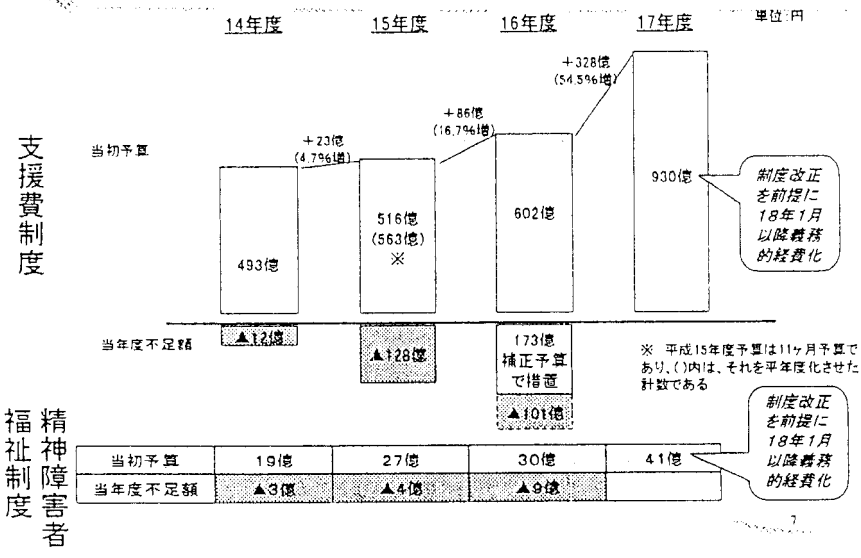 14年度 15年度 16年度 17年度
単位:円
支援費制度
当初予算
+23億
(4.7%増)
+86億
(16.7%増)
+328億
(54.5%増)
493億
516億
(563億)
※
602億
930億
制度改正
を前提に
18年1月
以降義務
的経費化
当年度不足額
▲12億
▲128億
173億
補正予算
で措置
▲101億
※ 平成15年度予算は11ヶ月予算で
あり、()内は、それを平年度化させた
計数である
精神障害者
福祉制度
当初予算 19億 27億 30億 41億
当年度不足額 ▲3億 ▲4億 ▲9億
制度改正
を前提に
18年1月
以降義務
的経費化
7